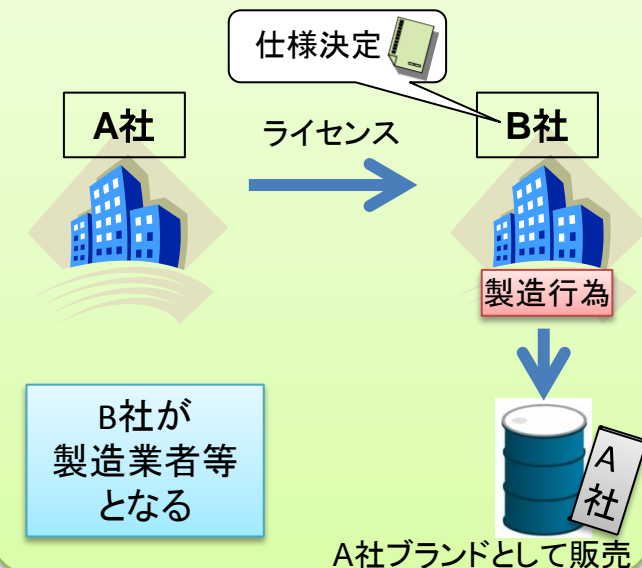 仕様決定
A社
ライセンス
B社
製造行為
B社が
製造業者等
となる
A
社
A社ブランドとして販売